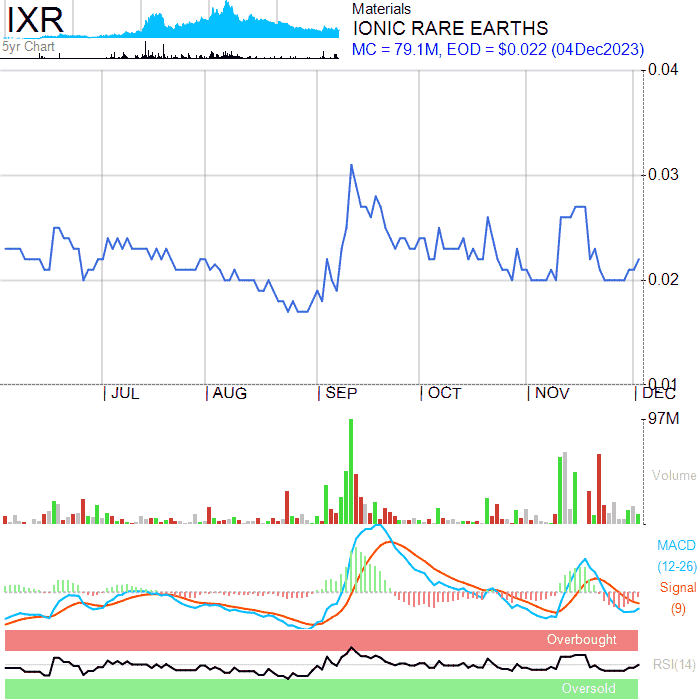 IXR
5yr Chart
Materials
IONIC RARE EARTHS
MC = 79.1M, EOD = $0.022 (04Dec2023)
0.04
0.03
0.02
0.01
JUL
AUG
SEP
OCT
NOV
DEC
97M
Volume
MACD
(12-26)
Signal
(9)
Overbought
RSI(14)
Oversold